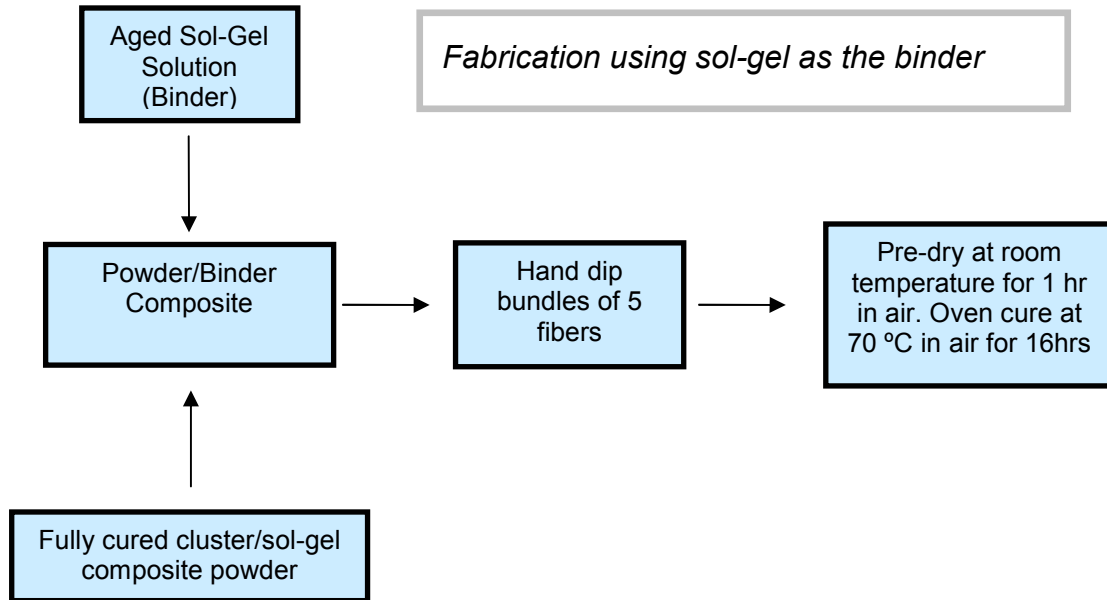 Aged Sol-Gel
Solution
(Binder)
Fabrication using sol-gel as the binder
Powder/Binder
Composite
Hand dip
bundles of 5
fibers
Pre-dry at room
temperature for 1 hr
in air. Oven cure at
70 ºC in air for 16hrs
Fully cured cluster/sol-gel
composite powder